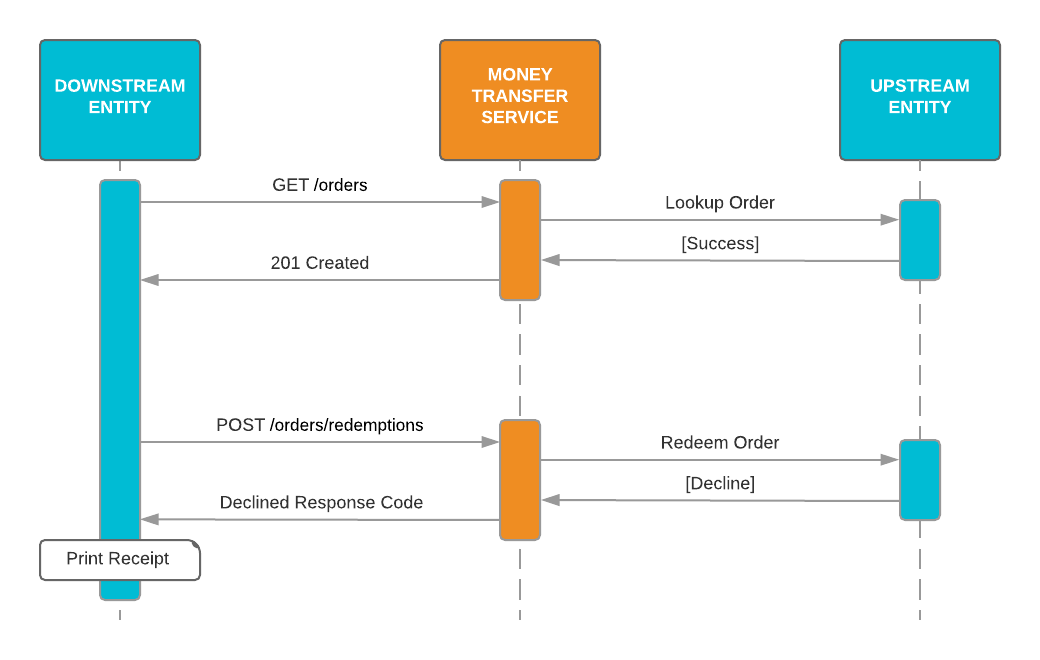 DOWNSTREAM
ENTITY
MONEY
TRANSFER
SERVICE
UPSTREAM
ENTITY
GET /orders
Lookup Order
[Success]
201 Created
POST /orders/redemptions
Redeem Order
[Decline]
Declined Response Code
Print Receipt